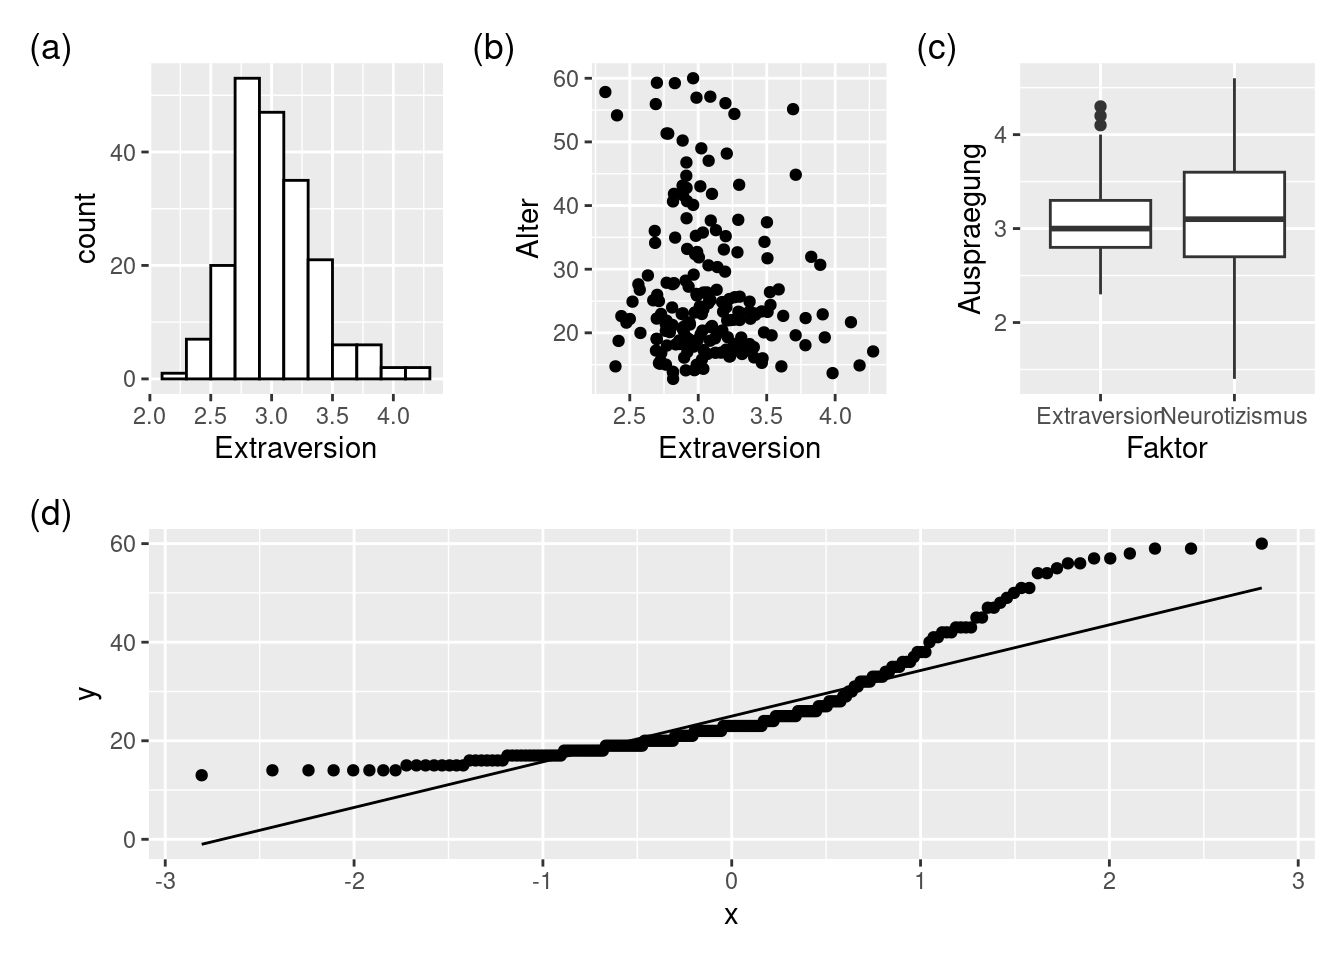 (a)
count
40
20
0
2.0 2.5 3.0 3.5 4.0
Extraversion
(b)
Alter
60
50
40
30
20
2.5 3.0 3.5 4.0
Extraversion
(c)
Auspraegung
4
3
2
Extraversion Neurotizismus
Faktor
(d)
y
60
40
20
0
-3 -2 -1 0 1 2 3
x